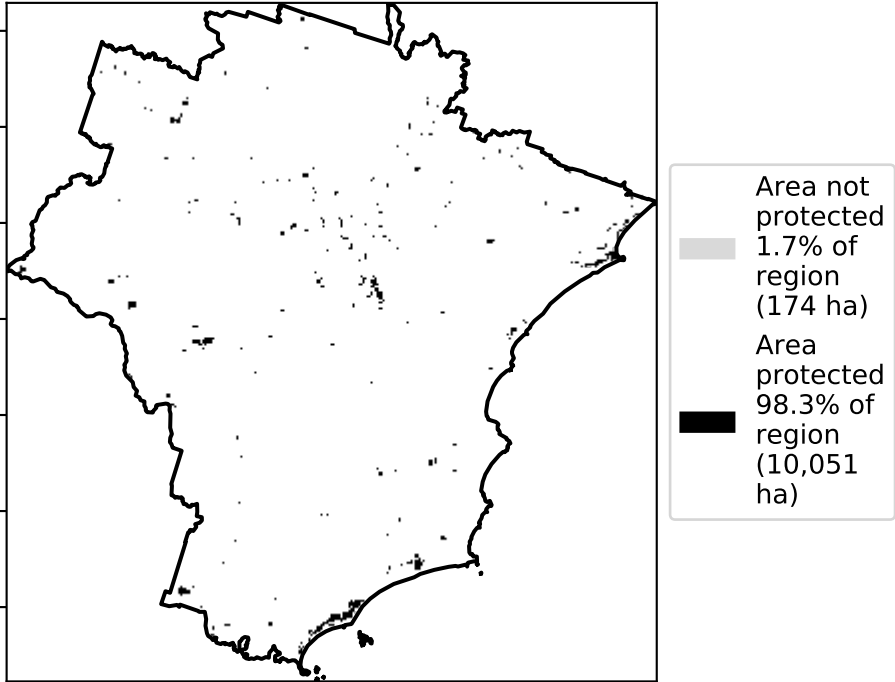 Area not
protected
1.7% of
region
(174 ha)
Area
protected
98.3% of
region
(10,051
ha)